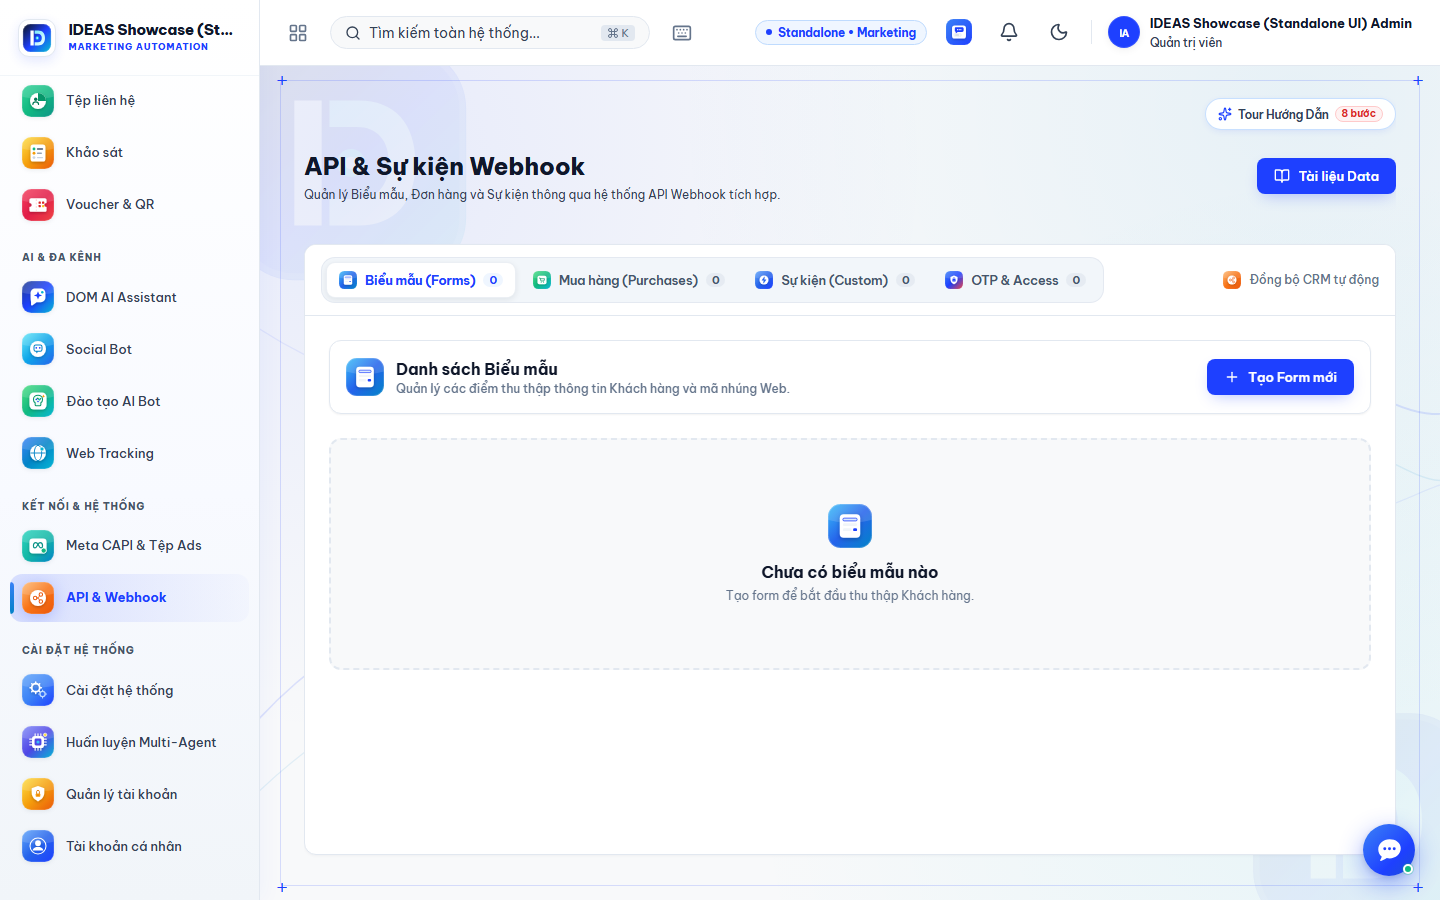 IDEAS Showcase (St...
MARKETING AUTOMATION
Tệp liên hệ
Khảo sát
Voucher & QR
AI & ĐA KÊNH
DOM AI Assistant
Social Bot
Đào tạo AI Bot
Web Tracking
KẾT NỐI & HỆ THỐNG
Meta CAPI & Tệp Ads
API & Webhook
CÀI ĐẶT HỆ THỐNG
Cài đặt hệ thống
Huấn luyện Multi-Agent
Quản lý tài khoản
Tài khoản cá nhân
Tìm kiếm toàn hệ thống...
⌘ K
Standalone • Marketing
IA
IDEAS Showcase (Standalone UI) Admin
Quản trị viên
Tour Hướng Dẫn 8 bước
API & Sự kiện Webhook
Quản lý Biểu mẫu, Đơn hàng và Sự kiện thông qua hệ thống API Webhook tích hợp.
Tài liệu Data
Biểu mẫu (Forms) 0
Mua hàng (Purchases) 0
Sự kiện (Custom) 0
OTP & Access 0
Đồng bộ CRM tự động
Danh sách Biểu mẫu
Quản lý các điểm thu thập thông tin Khách hàng và mã nhúng Web.
Tạo Form mới
Chưa có biểu mẫu nào
Tạo form để bắt đầu thu thập Khách hàng.